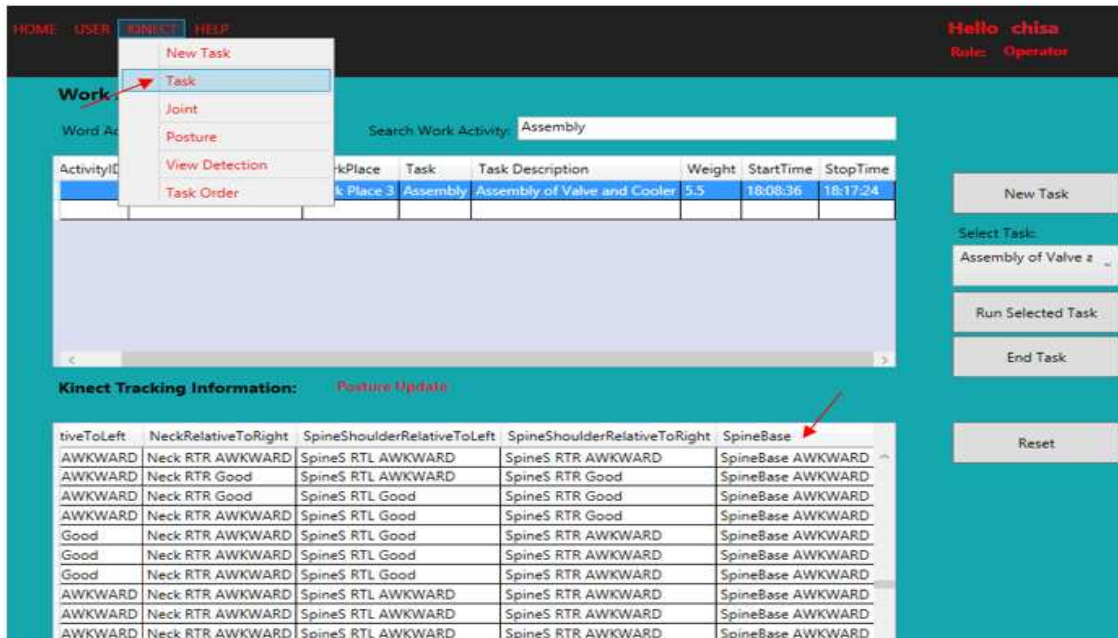 HOME USER KINECT HELP
Hello chisa
Role: Operator
New Task
Task
Joint
Posture
View Detection
Task Order
Work
Search Work Activity: Assembly
kPlace Task Task Description Weight StartTime StopTime
k Place 3 Assembly Assembly of Valve and Cooler 5.5 18:08:36 18:17:24
New Task
Select Task:
Assembly of Valve a
Run Selected Task
End Task
Kinect Tracking Information: Posture Update
Reset
tiveToLeft NeckRelativeToRight SpineShoulderRelativeToLeft SpineShoulderRelativeToRight SpineBase
AWKWARD Neck RTR AWKWARD SpineS RTL AWKWARD SpineS RTR AWKWARD SpineBase AWKWARD
AWKWARD Neck RTR Good SpineS RTL AWKWARD SpineS RTR Good SpineBase AWKWARD
AWKWARD Neck RTR Good SpineS RTL Good SpineS RTR Good SpineBase AWKWARD
AWKWARD Neck RTR AWKWARD SpineS RTL Good SpineS RTR Good SpineBase AWKWARD
Good Neck RTR AWKWARD SpineS RTL Good SpineS RTR AWKWARD SpineBase AWKWARD
Good Neck RTR AWKWARD SpineS RTL Good SpineS RTR AWKWARD SpineBase AWKWARD
Good Neck RTR AWKWARD SpineS RTL Good SpineS RTR AWKWARD SpineBase AWKWARD
AWKWARD Neck RTR AWKWARD SpineS RTL AWKWARD SpineS RTR AWKWARD SpineBase AWKWARD
AWKWARD Neck RTR AWKWARD SpineS RTL AWKWARD SpineS RTR AWKWARD SpineBase AWKWARD
AWKWARD Neck RTR AWKWARD SpineS RTL AWKWARD SpineS RTR AWKWARD SpineBase AWKWARD